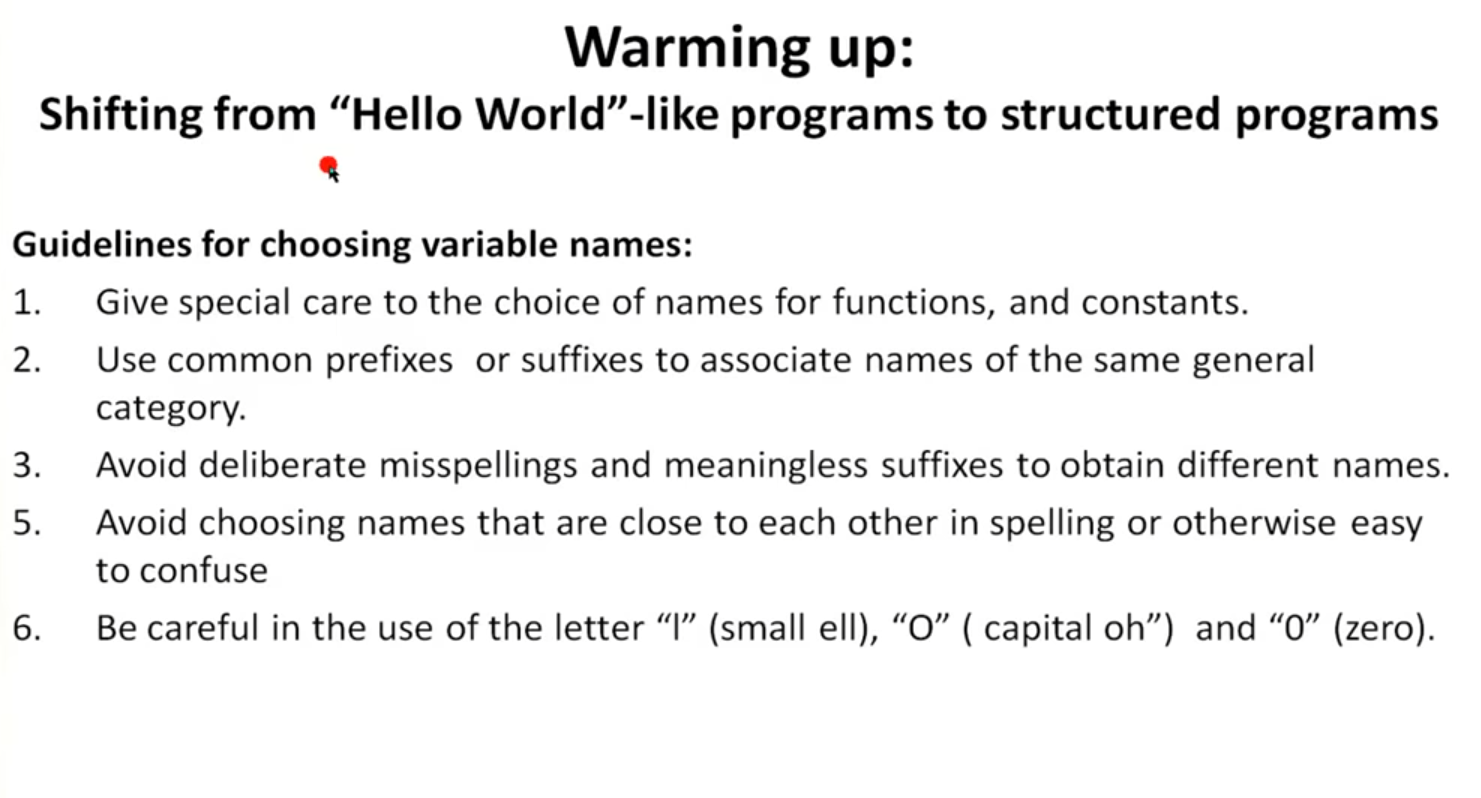 Warming up:
Shifting from “Hello World”-like programs to structured programs
Guidelines for choosing variable names:
1. Give special care to the choice of names for functions, and constants.
2. Use common prefixes  or suffixes to associate names of the same general
category.
3. Avoid deliberate misspellings and meaningless suffixes to obtain different names.
5. Avoid choosing names that are close to each other in spelling or otherwise easy
to confuse
6. Be careful in the use of the letter “l” (small ell), “O” ( capital oh”)  and “0” (zero).